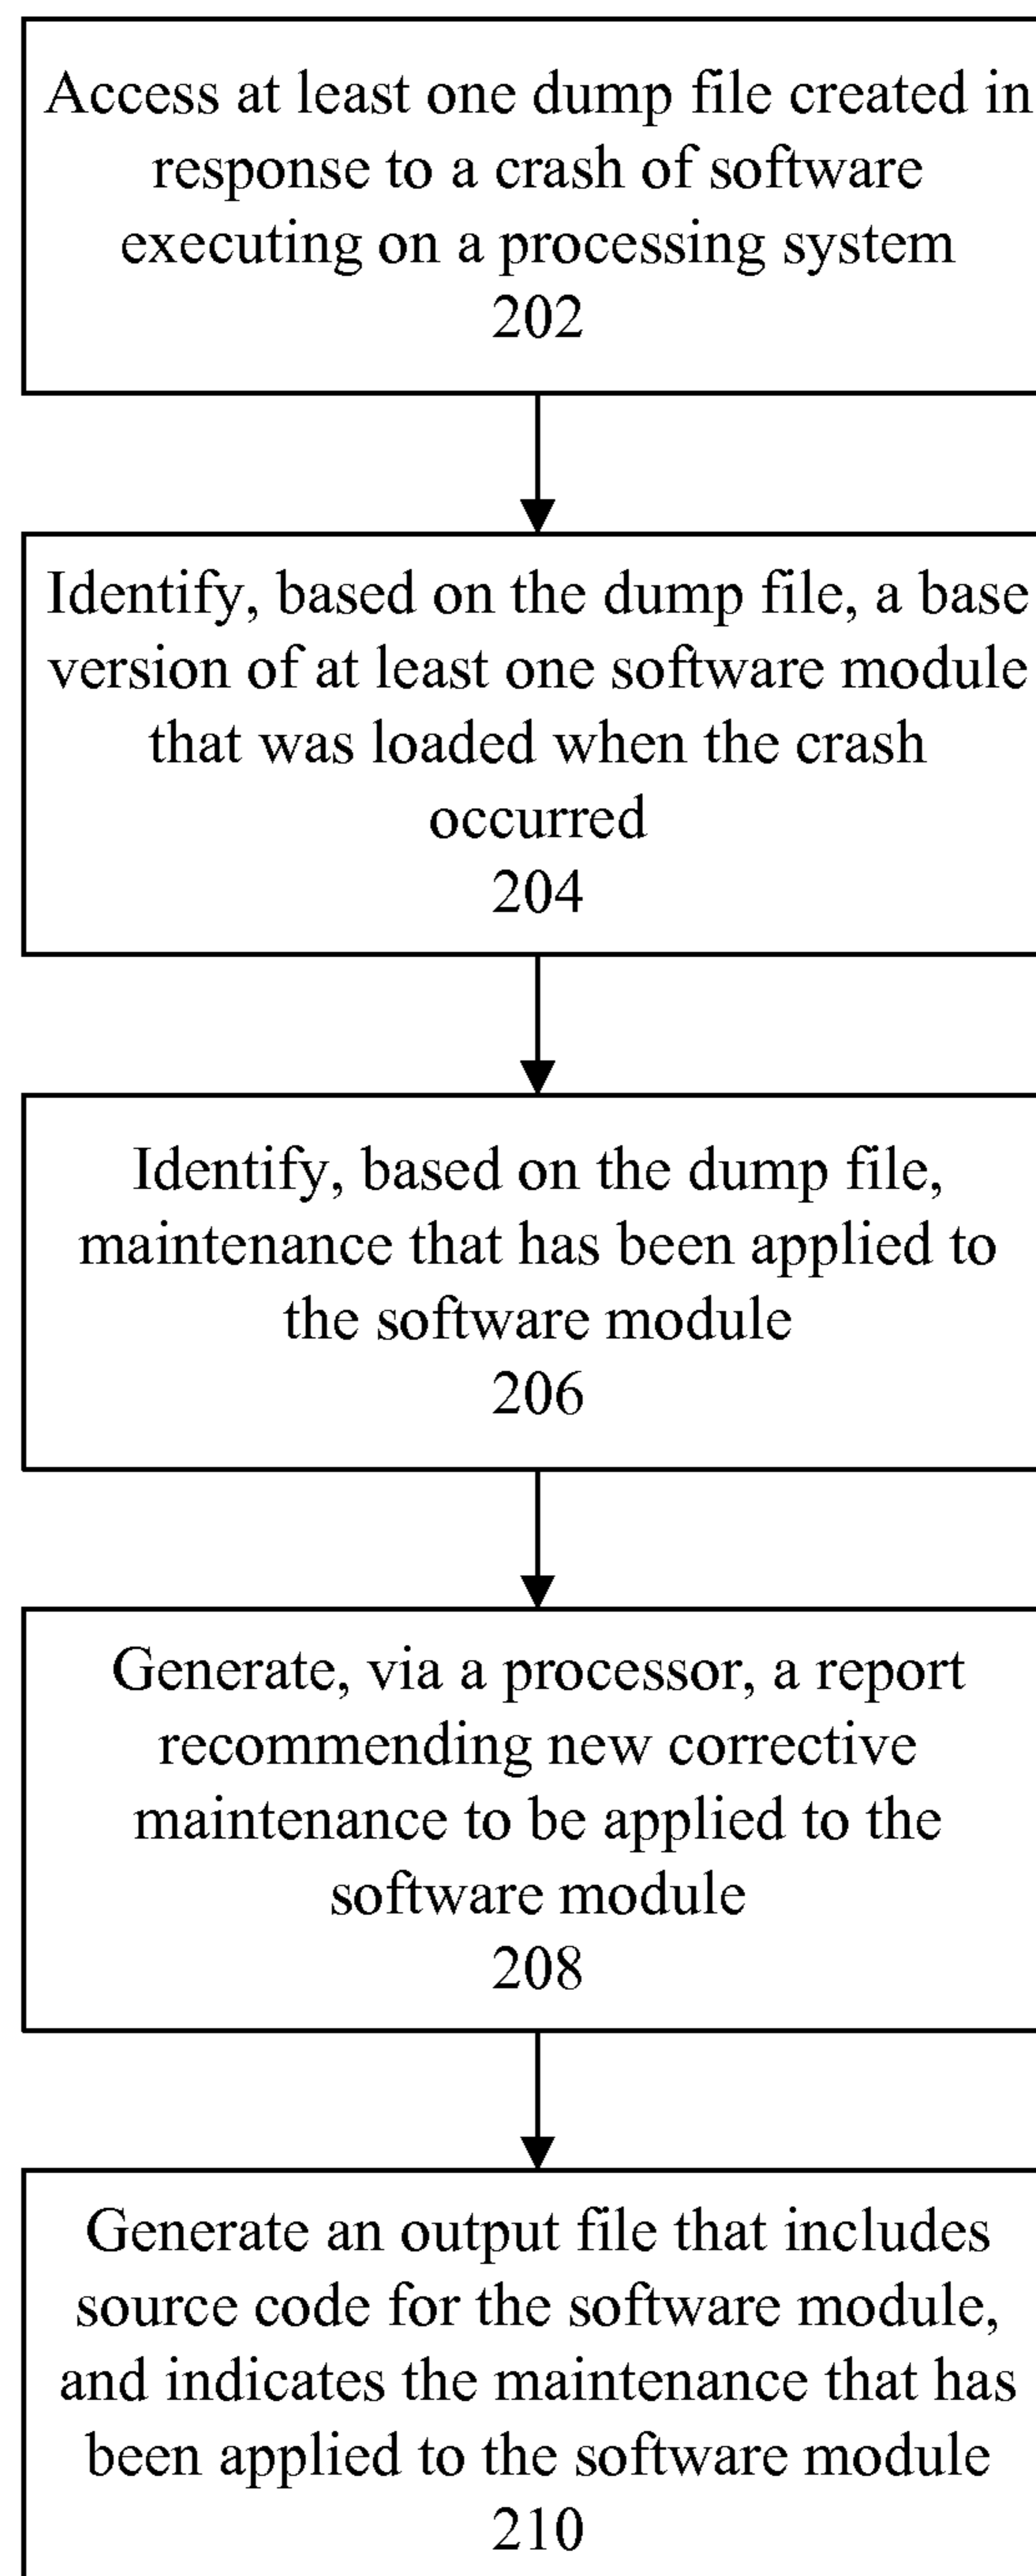 Access at least one dump file created in
response to a crash of software
executing on a processing system
202
Identify, based on the dump file, a base
version of at least one software module
that was loaded when the crash
occurred
204
Identify, based on the dump file,
maintenance that has been applied to
the software module
206
Generate, via a processor, a report
recommending new corrective
maintenance to be applied to the
software module
208
Generate an output file that includes
source code for the software module,
and indicates the maintenance that has
been applied to the software module
210